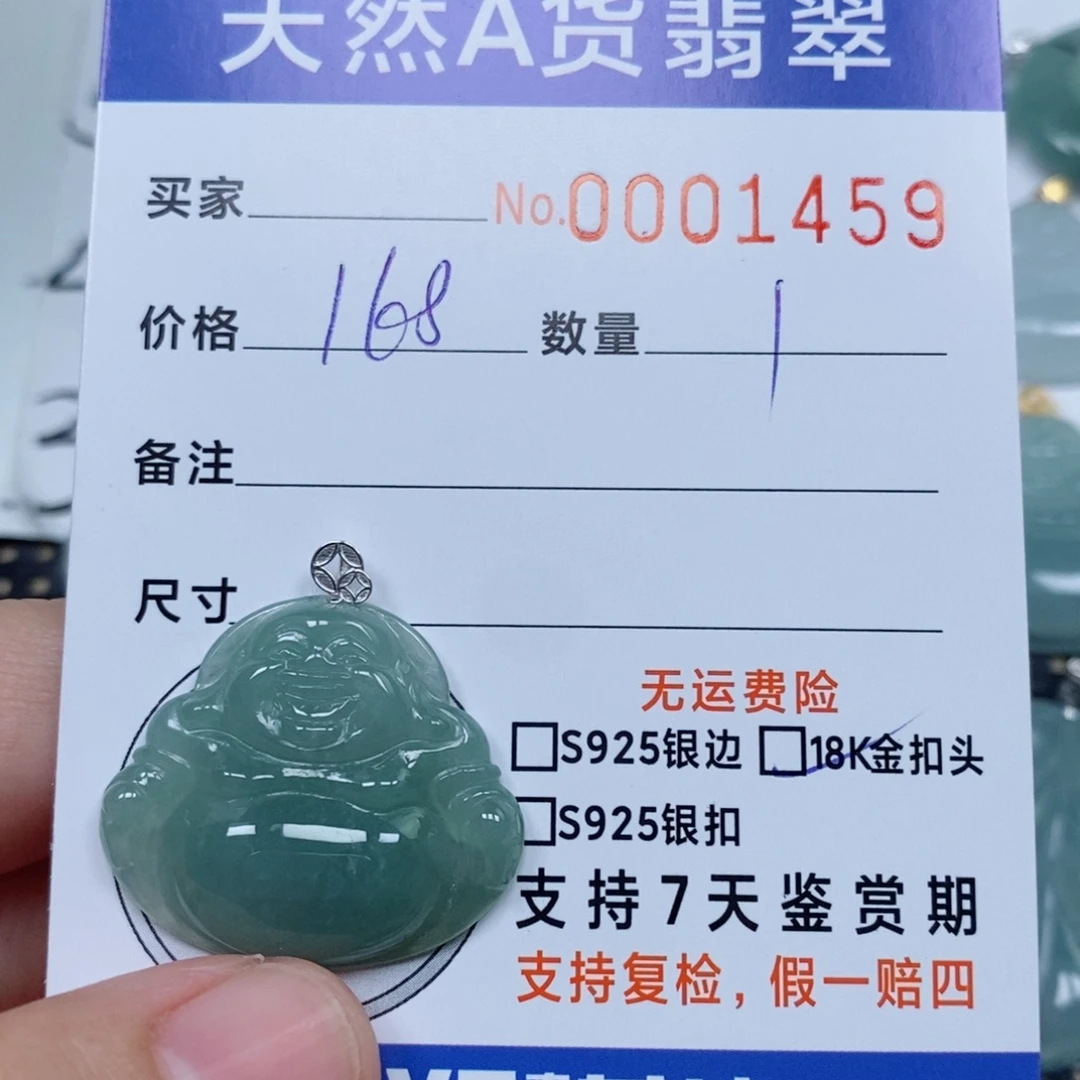 天然A货翡翠
买家 No.0001459
价格 168 数量 1
备注
尺寸
无运费险
□S925银边 □18K金扣头
□S925银扣
支持7天鉴赏期
支持复检，假一赔四